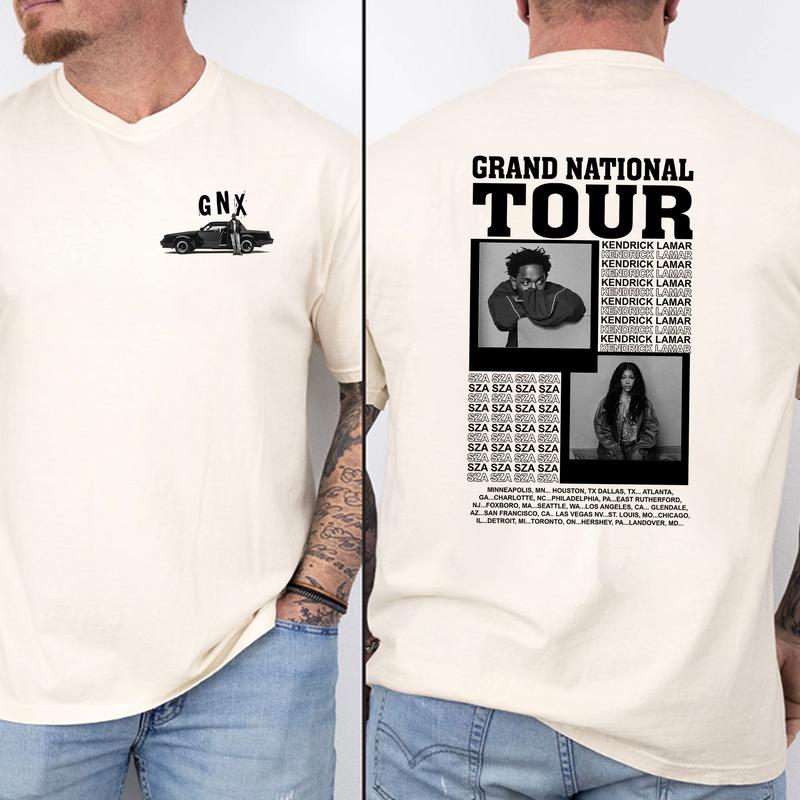 GNX
GRAND NATIONAL
TOUR
KENDRICK LAMAR
KENDRICK LAMAR
KENDRICK LAMAR
KENDRICK LAMAR
KENDRICK LAMAR
KENDRICK LAMAR
KENDRICK LAMAR
KENDRICK LAMAR
KENDRICK LAMAR
KENDRICK LAMAR
KENDRICK LAMAR
KENDRICK LAMAR
SZA SZA SZA SZA
SZA SZA SZA SZA
SZA SZA SZA SZA
SZA SZA SZA SZA
SZA SZA SZA SZA
SZA SZA SZA SZA
SZA SZA SZA SZA
SZA SZA SZA SZA
SZA SZA SZA SZA
SZA SZA SZA SZA
SZA SZA SZA SZA
MINNEAPOLIS, MN... HOUSTON, TX DALLAS, TX... ATLANTA,
GA...CHARLOTTE, NC...PHILADELPHIA, PA...EAST RUTHERFORD,
NJ...FOXBORO, MA...SEATTLE, WA...LOS ANGELES, CA... GLENDALE,
AZ...SAN FRANCISCO, CA.. LAS VEGAS NV...ST. LOUIS, MO...CHICAGO,
IL...DETROIT, MI...TORONTO, ON...HERSHEY, PA...LANDOVER, MD...